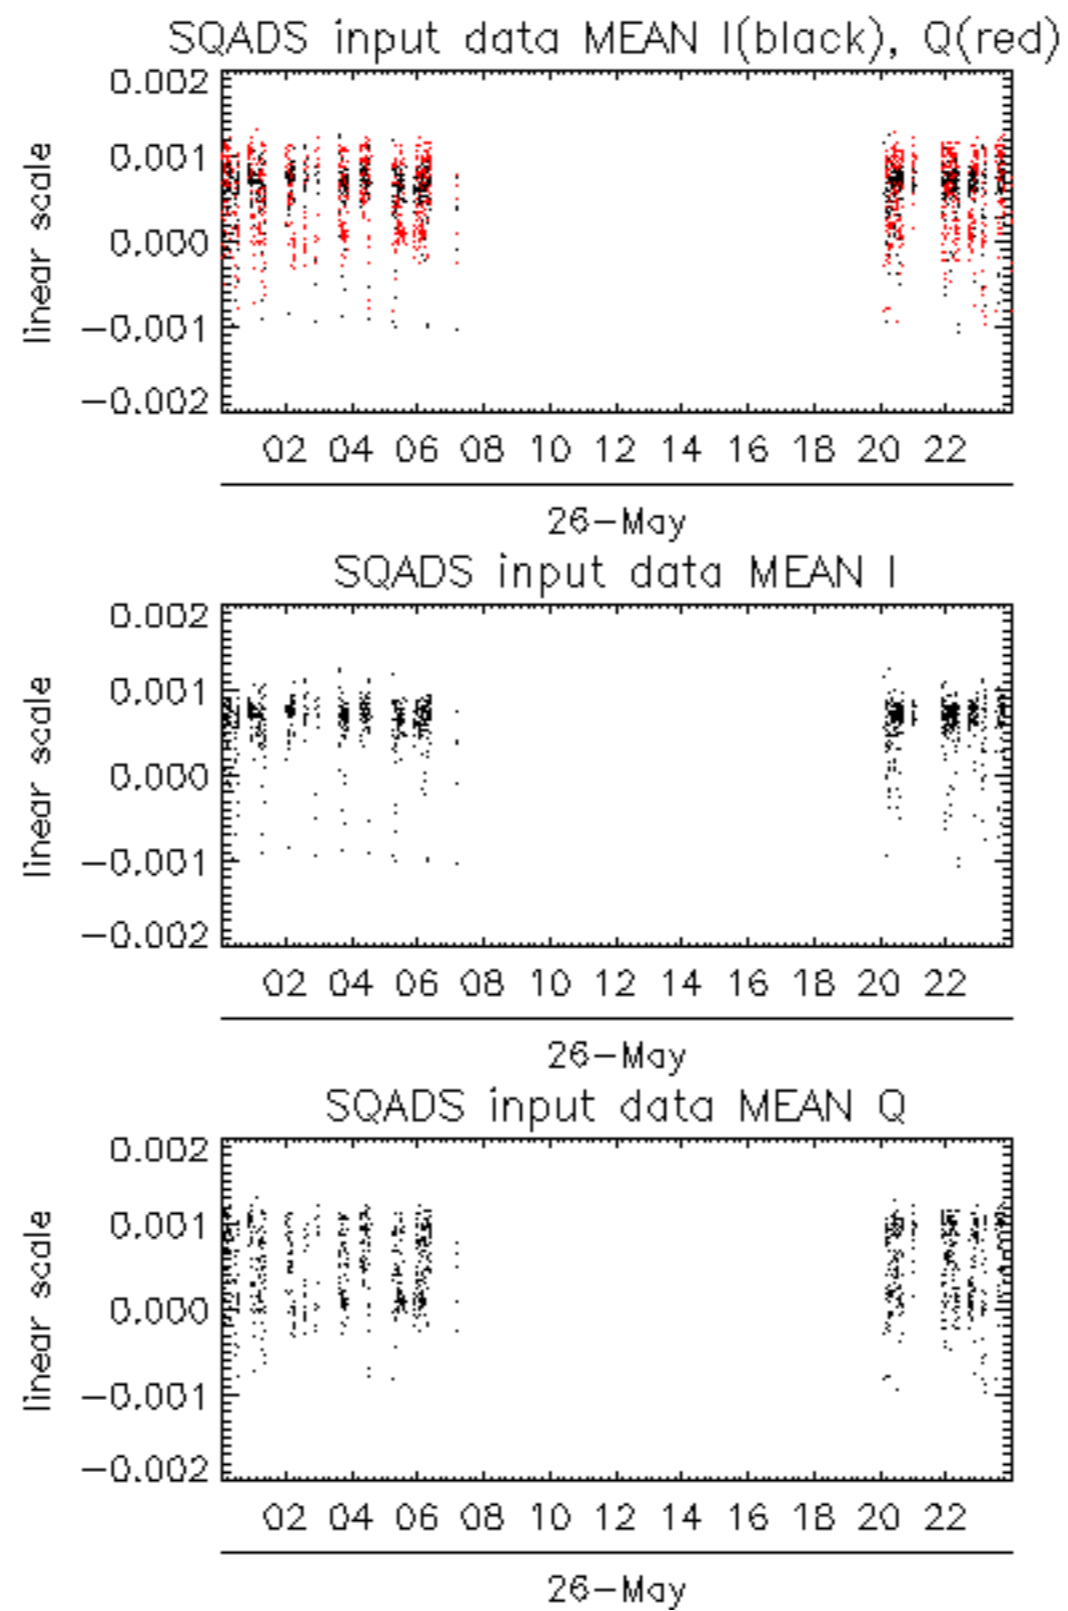 SQADS input data MEAN I(black), Q(red)
0.002
0.001
0.000
−0.001
−0.002
linear scale
02 04 06 08 10 12 14 16 18 20 22
26−May
SQADS input data MEAN I
0.002
0.001
0.000
−0.001
−0.002
linear scale
02 04 06 08 10 12 14 16 18 20 22
26−May
SQADS input data MEAN Q
0.002
0.001
0.000
−0.001
−0.002
linear scale
02 04 06 08 10 12 14 16 18 20 22
26−May